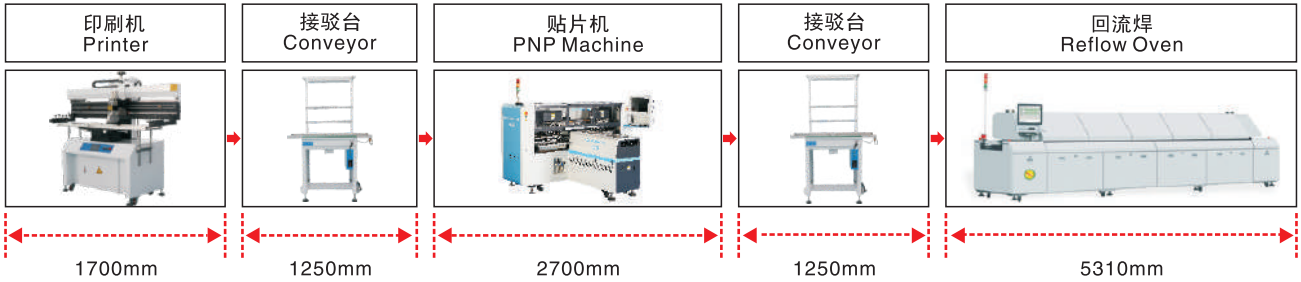 印刷机
Printer
接驳台
Conveyor
贴片机
PNP Machine
接驳台
Conveyor
回流焊
Reflow Oven
1700mm
1250mm
2700mm
1250mm
5310mm